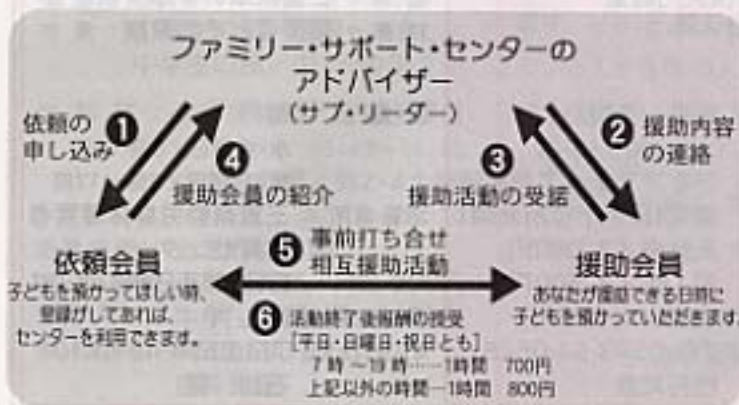 ファミリー・サポート・センターの
アドバイザー
(サブ・リーダー)
依頼の
申し込み
❶
❹
援助会員の紹介
❸
援助活動の受諾
❷
援助内容
の連絡
❺
事前打ち合せ
相互援助活動
依頼会員
子どもを預かってほしい時、
登録がしてあれば、
センターを利用できます。
援助会員
あなたが援助できる日時に
子どもを預かっていただきます。
❻
活動終了後報酬の授受
[平日・日曜日・祝日とも]
7時~19時……1時間 700円
上記以外の時間…1時間 800円